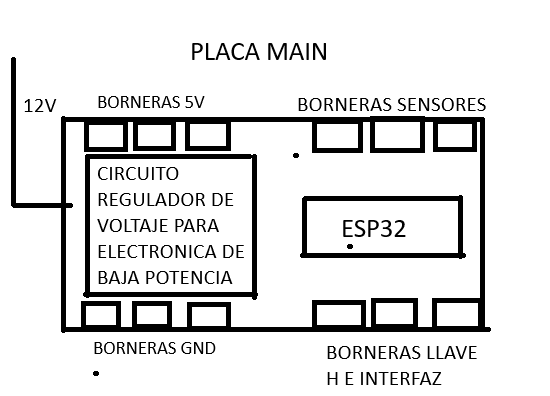 PLACA MAIN
12V
BORNERAS 5V
BORNERAS SENSORES
CIRCUITO
REGULADOR DE
VOLTAJE PARA
ELECTRONICA DE
BAJA POTENCIA
ESP32
BORNERAS GND
BORNERAS LLAVE
H E INTERFAZ